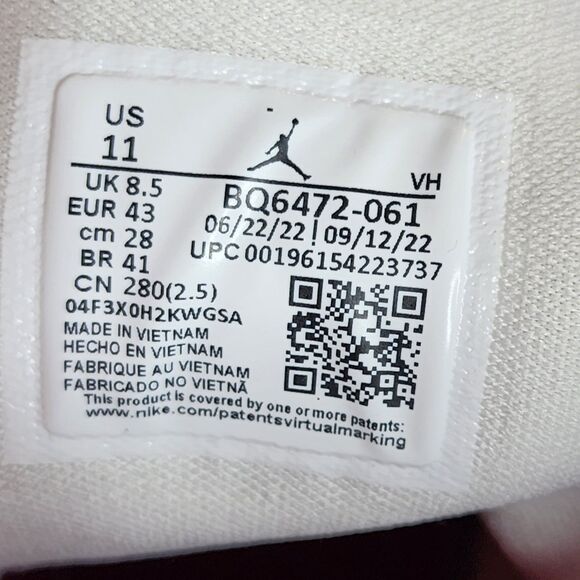 US
11
VH
UK 8.5
BQ6472-061
EUR 43
06/22/22 | 09/12/22
cm 28
UPC 00196154223737
BR 41
CN 280(2.5)
04F3X0H2KWGSA
MADE IN VIETNAM
HECHO EN VIETNAM
FABRIQUE AU VIETNAM
FABRICADO NO VIETNÃ
This product is covered by one or more patents:
www.nike.com/patentsvirtualmarking